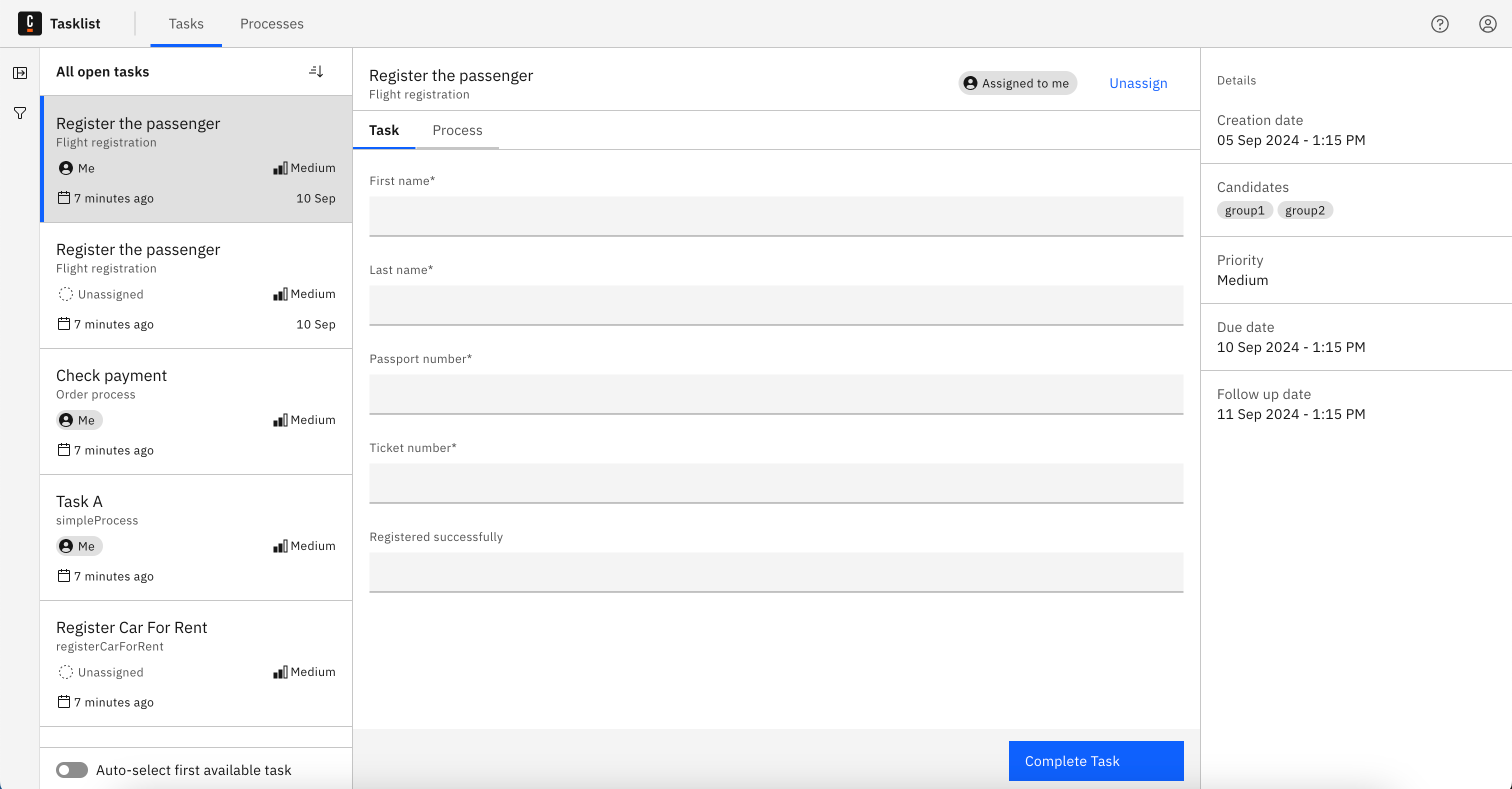 C Tasklist Tasks Processes
All open tasks
Register the passenger
Flight registration
Me Medium
7 minutes ago 10 Sep
Register the passenger
Flight registration
Unassigned Medium
7 minutes ago 10 Sep
Check payment
Order process
Me Medium
7 minutes ago
Task A
simpleProcess
Me Medium
7 minutes ago
Register Car For Rent
registerCarForRent
Unassigned Medium
7 minutes ago
Auto-select first available task
Register the passenger
Flight registration
Assigned to me Unassign
Task Process
First name*
Last name*
Passport number*
Ticket number*
Registered successfully
Complete Task
Details
Creation date
05 Sep 2024 - 1:15 PM
Candidates
group1 group2
Priority
Medium
Due date
10 Sep 2024 - 1:15 PM
Follow up date
11 Sep 2024 - 1:15 PM